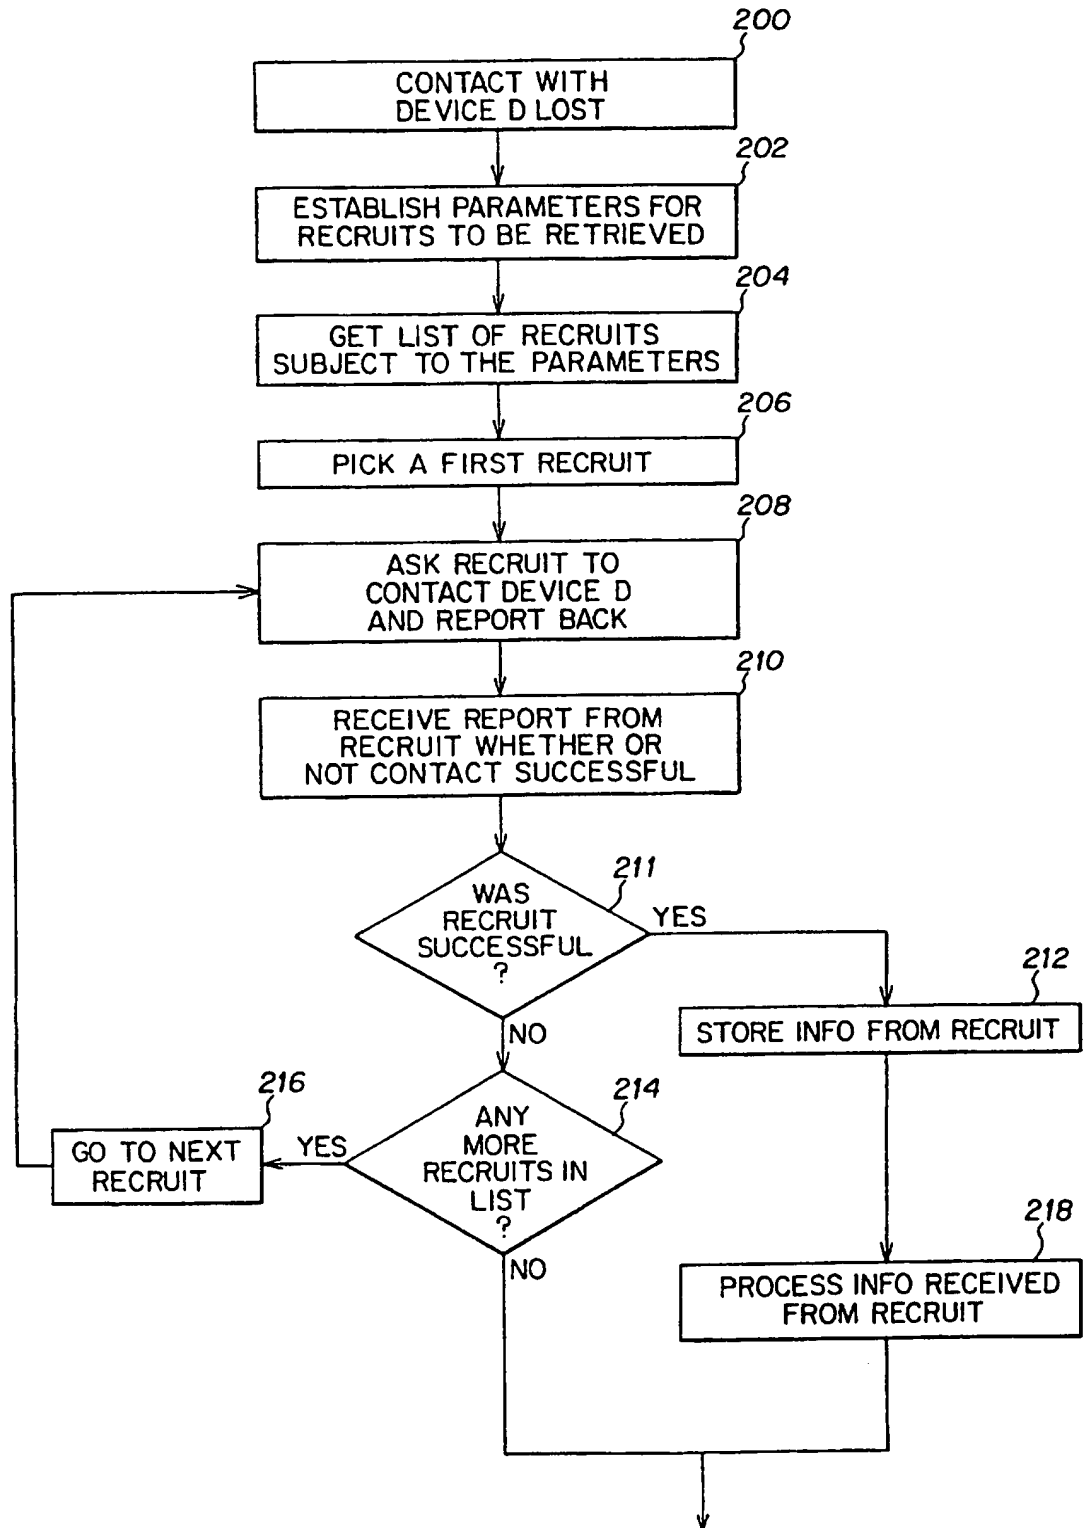 200
CONTACT WITH
DEVICE D LOST
202
ESTABLISH PARAMETERS FOR
RECRUITS TO BE RETRIEVED
204
GET LIST OF RECRUITS
SUBJECT TO THE PARAMETERS
206
PICK A FIRST RECRUIT
208
ASK RECRUIT TO
CONTACT DEVICE D
AND REPORT BACK
210
RECEIVE REPORT FROM
RECRUIT WHETHER OR
NOT CONTACT SUCCESSFUL
211
WAS
RECRUIT
SUCCESSFUL
?
YES
NO
212
STORE INFO FROM RECRUIT
214
ANY
MORE
RECRUITS IN
LIST
?
YES
NO
216
GO TO NEXT
RECRUIT
218
PROCESS INFO RECEIVED
FROM RECRUIT